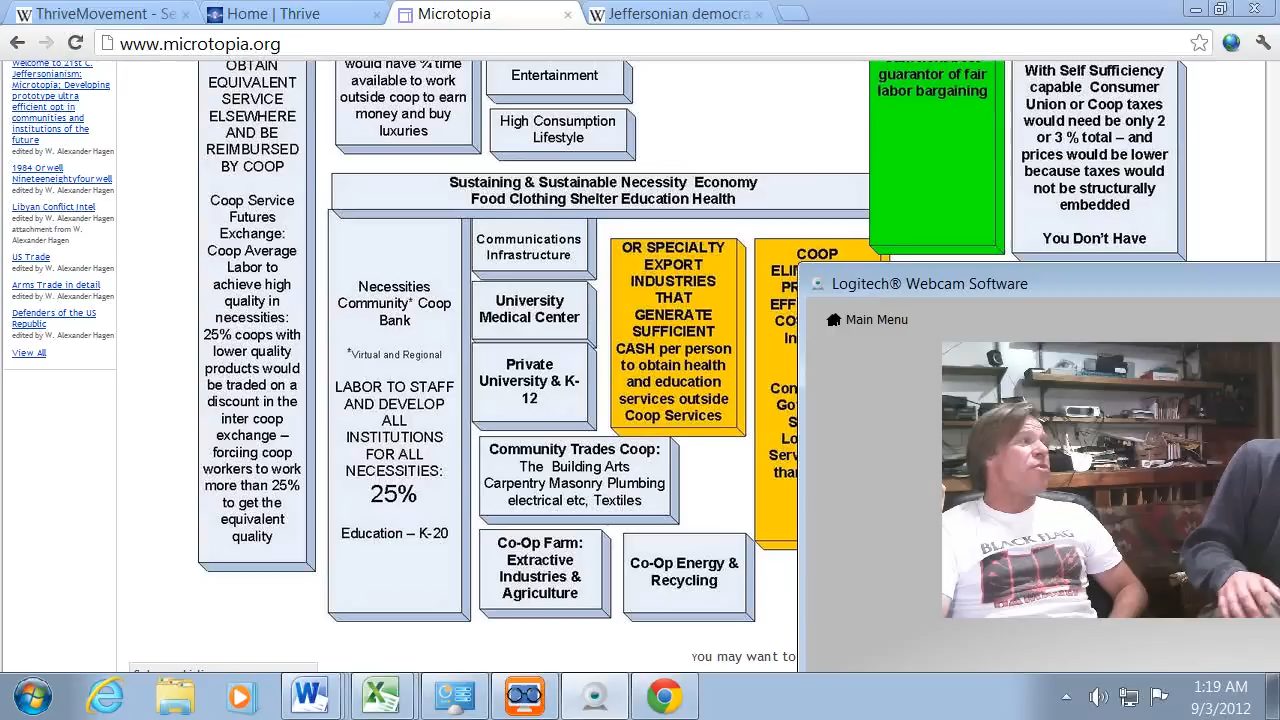 ThriveMovement - Se
Home | Thrive
Microtopia
Jeffersonian democra
www.microtopia.org
Welcome to 21st C.
Jeffersonianism:
Microtopia; Developing
prototype ultra
efficient opt in
communities and
institutions of the
future
edited by W. Alexander Hagen
1984 Orwell
Nineteeneightyfour well
edited by W. Alexander Hagen
Libyan Conflict Intel
edited by W. Alexander Hagen
attachment from W.
Alexander Hagen
US Trade
edited by W. Alexander Hagen
Arms Trade in detail
edited by W. Alexander Hagen
Defenders of the US
Republic
edited by W. Alexander Hagen
View All
OBTAIN
EQUIVALENT
SERVICE
ELSEWHERE
AND BE
REIMBURSED
BY COOP
Coop Service
Futures
Exchange:
Coop Average
Labor to
achieve high
quality in
necessities:
25% coops with
lower quality
products would
be traded on a
discount in the
inter coop
exchange –
forciing coop
workers to work
more than 25%
to get the
equivalent
quality
would have ¾ time
available to work
outside coop to earn
money and buy
luxuries
Entertainment
High Consumption
Lifestyle
guarantor of fair
labor bargaining
With Self Sufficiency
capable Consumer
Union or Coop taxes
would need be only 2
or 3 % total – and
prices would be lower
because taxes would
not be structurally
embedded
You Don't Have
Sustaining & Sustainable Necessity Economy
Food Clothing Shelter Education Health
Necessities
Community* Coop
Bank
*Virtual and Regional
LABOR TO STAFF
AND DEVELOP
ALL
INSTITUTIONS
FOR ALL
NECESSITIES:
25%
Education – K-20
Communications
Infrastructure
University
Medical Center
Private
University & K-
12
OR SPECIALTY
EXPORT
INDUSTRIES
THAT
GENERATE
SUFFICIENT
CASH per person
to obtain health
and education
services outside
Coop Services
COOP
Community Trades Coop:
The Building Arts
Carpentry Masonry Plumbing
electrical etc, Textiles
Co-Op Farm:
Extractive
Industries &
Agriculture
Co-Op Energy &
Recycling
you may want to
Logitech® Webcam Software
Main Menu
BLACK FLAG
1:19 AM
9/3/2012